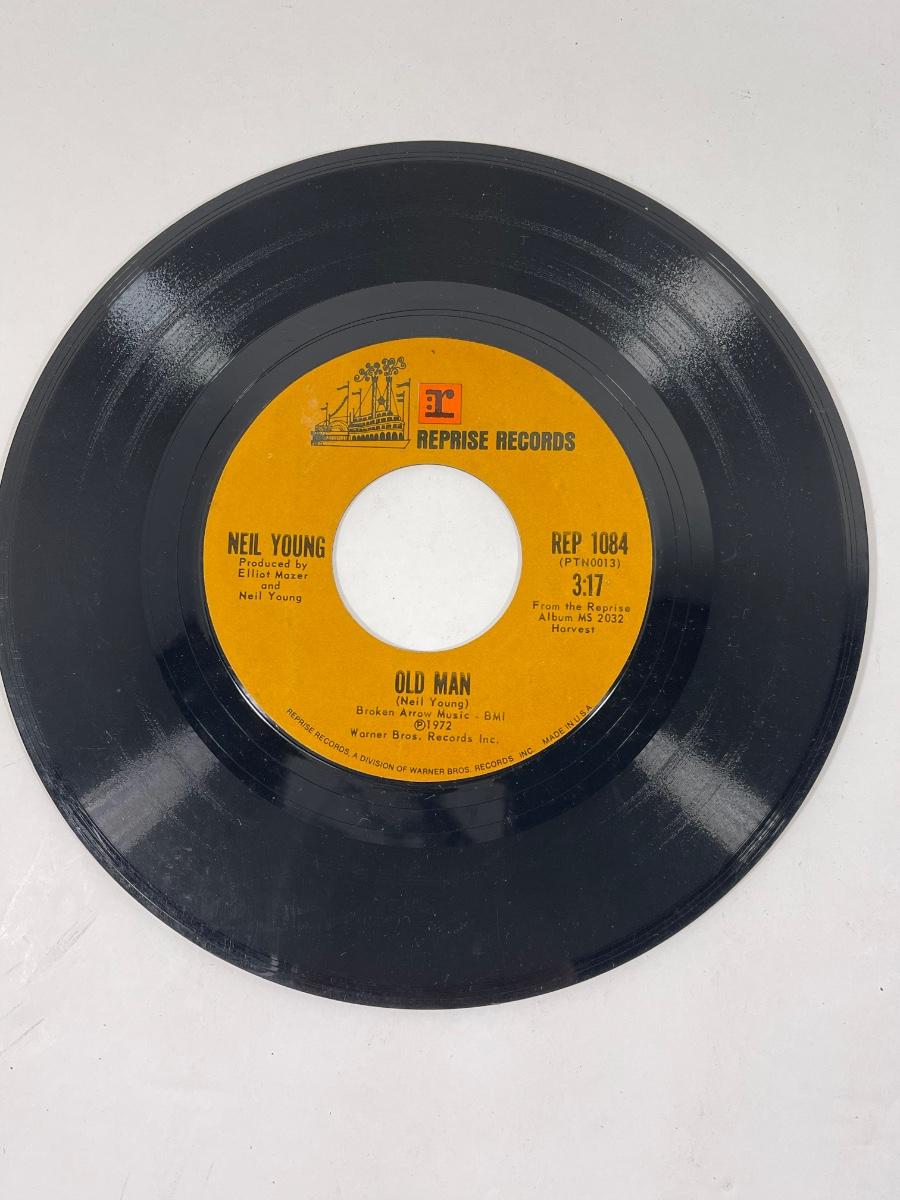 r
REPRISE RECORDS
NEIL YOUNG
Produced by
Elliot Mazer
and
Neil Young
REP 1084
(PTN0013)
3:17
From the Reprise
Album MS 2032
Harvest
OLD MAN
(Neil Young)
Broken Arrow Music - BMI
Ⓟ1972
Warner Bros. Records Inc.
REPRISE RECORDS, A DIVISION OF WARNER BROS. RECORDS, INC. MADE IN U.S.A.